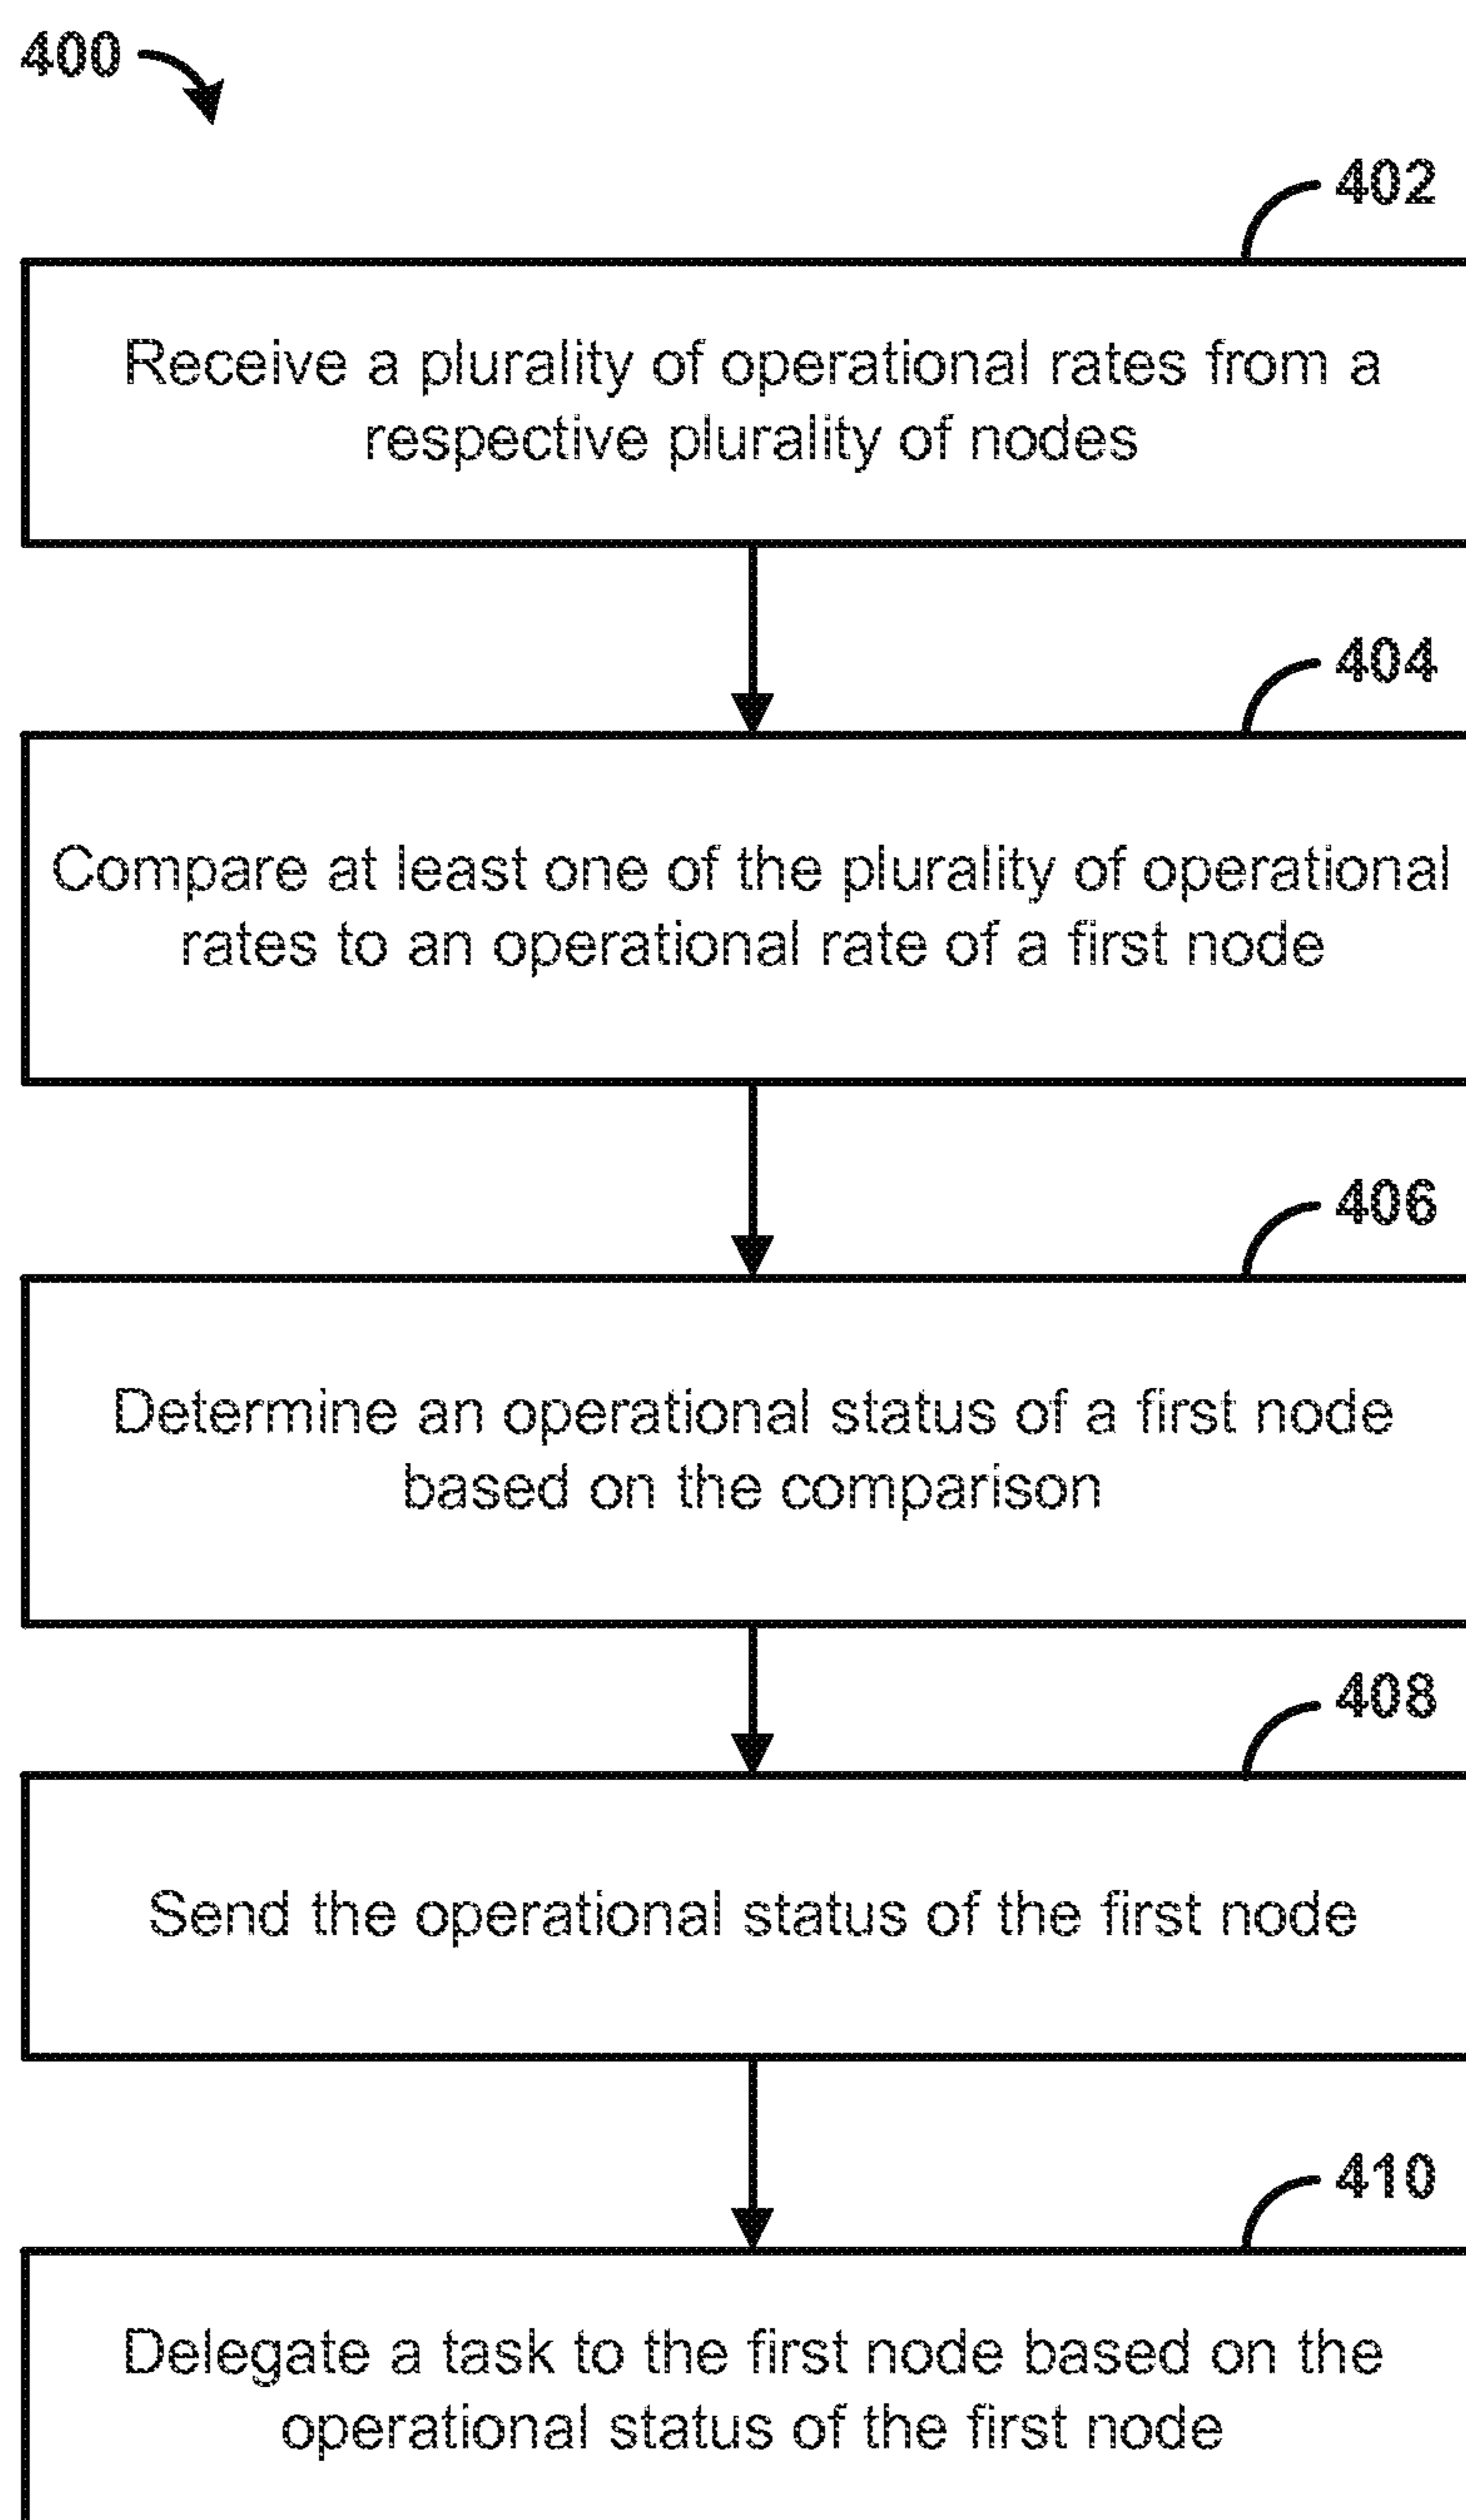 400
402
Receive a plurality of operational rates from a
respective plurality of nodes
404
Compare at least one of the plurality of operational
rates to an operational rate of a first node
406
Determine an operational status of a first node
based on the comparison
408
Send the operational status of the first node
410
Delegate a task to the first node based on the
operational status of the first node